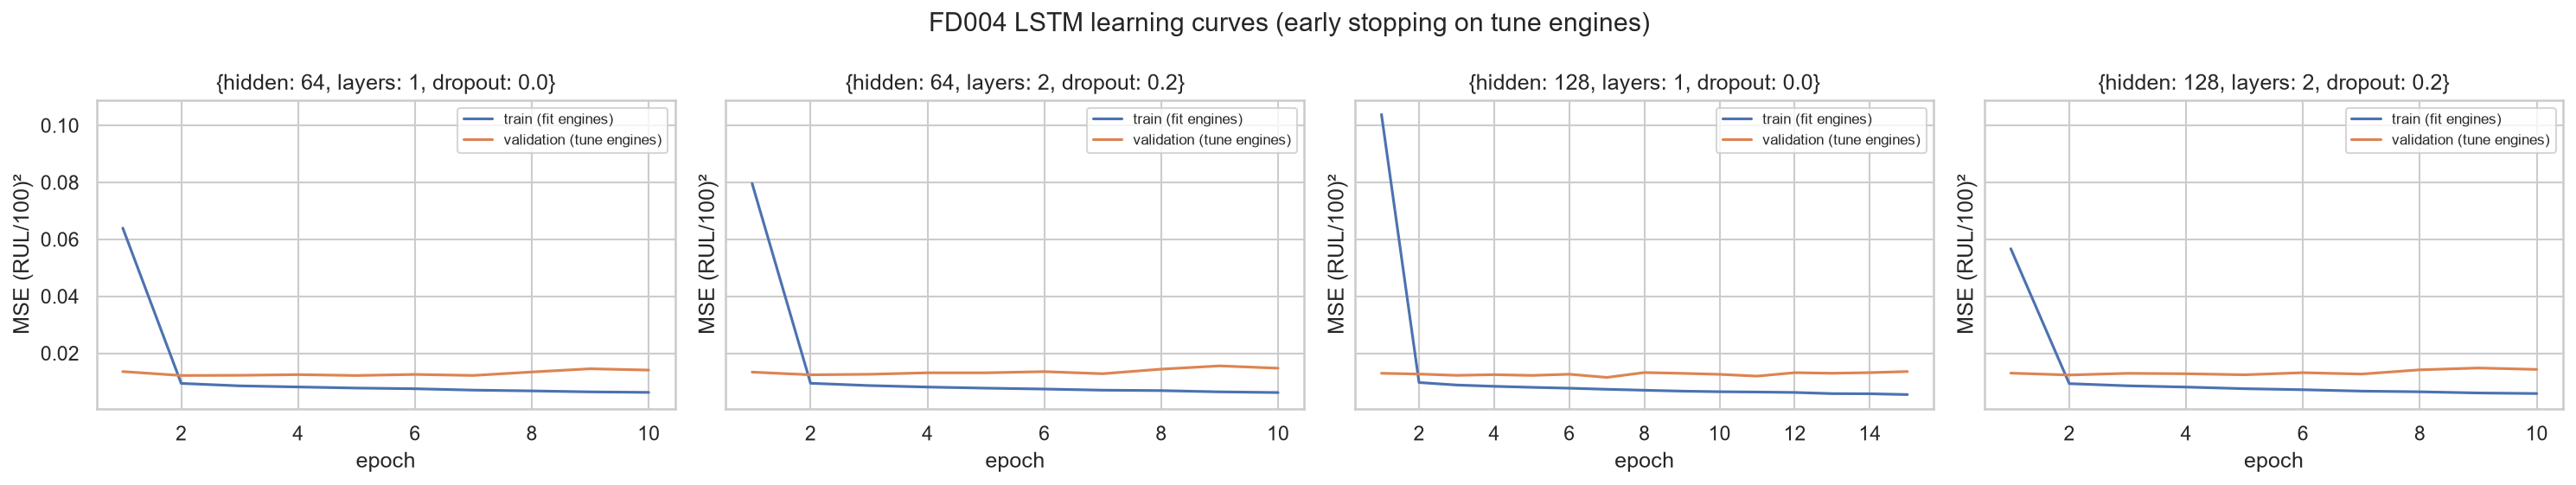 FD004 LSTM learning curves (early stopping on tune engines)
{hidden: 64, layers: 1, dropout: 0.0}
MSE (RUL/100)²
0.10
0.08
0.06
0.04
0.02
train (fit engines)
validation (tune engines)
2 4 6 8 10
epoch
{hidden: 64, layers: 2, dropout: 0.2}
MSE (RUL/100)²
train (fit engines)
validation (tune engines)
2 4 6 8 10
epoch
{hidden: 128, layers: 1, dropout: 0.0}
MSE (RUL/100)²
train (fit engines)
validation (tune engines)
2 4 6 8 10 12 14
epoch
{hidden: 128, layers: 2, dropout: 0.2}
MSE (RUL/100)²
train (fit engines)
validation (tune engines)
2 4 6 8 10
epoch